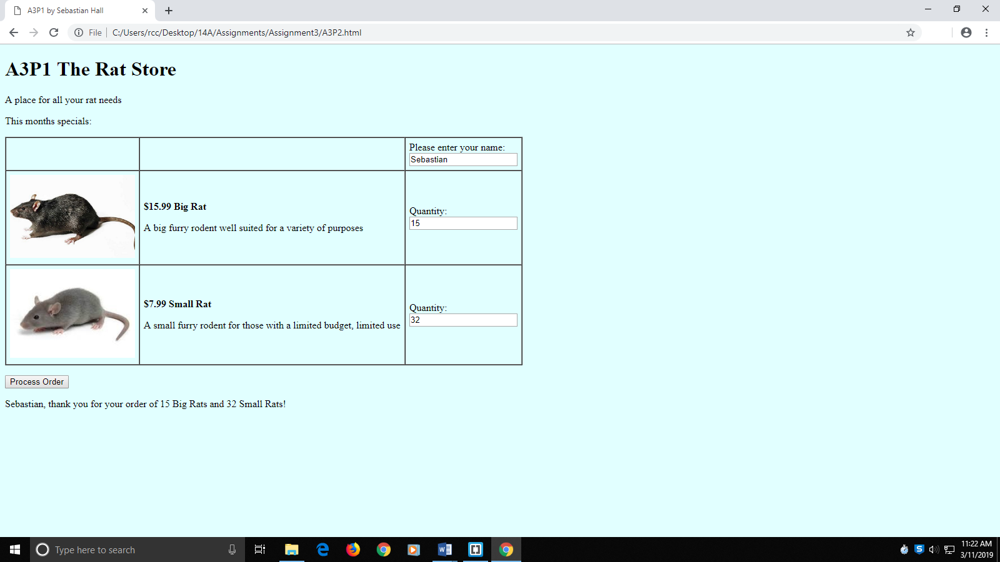 A3P1 by Sebastian Hall
File C:/Users/rcc/Desktop/14A/Assignments/Assignment3/A3P2.html
A3P1 The Rat Store
A place for all your rat needs
This months specials:
Please enter your name:
Sebastian
$15.99 Big Rat
A big furry rodent well suited for a variety of purposes
Quantity:
15
$7.99 Small Rat
A small furry rodent for those with a limited budget, limited use
Quantity:
32
Process Order
Sebastian, thank you for your order of 15 Big Rats and 32 Small Rats!
Type here to search
11:22 AM
3/11/2019